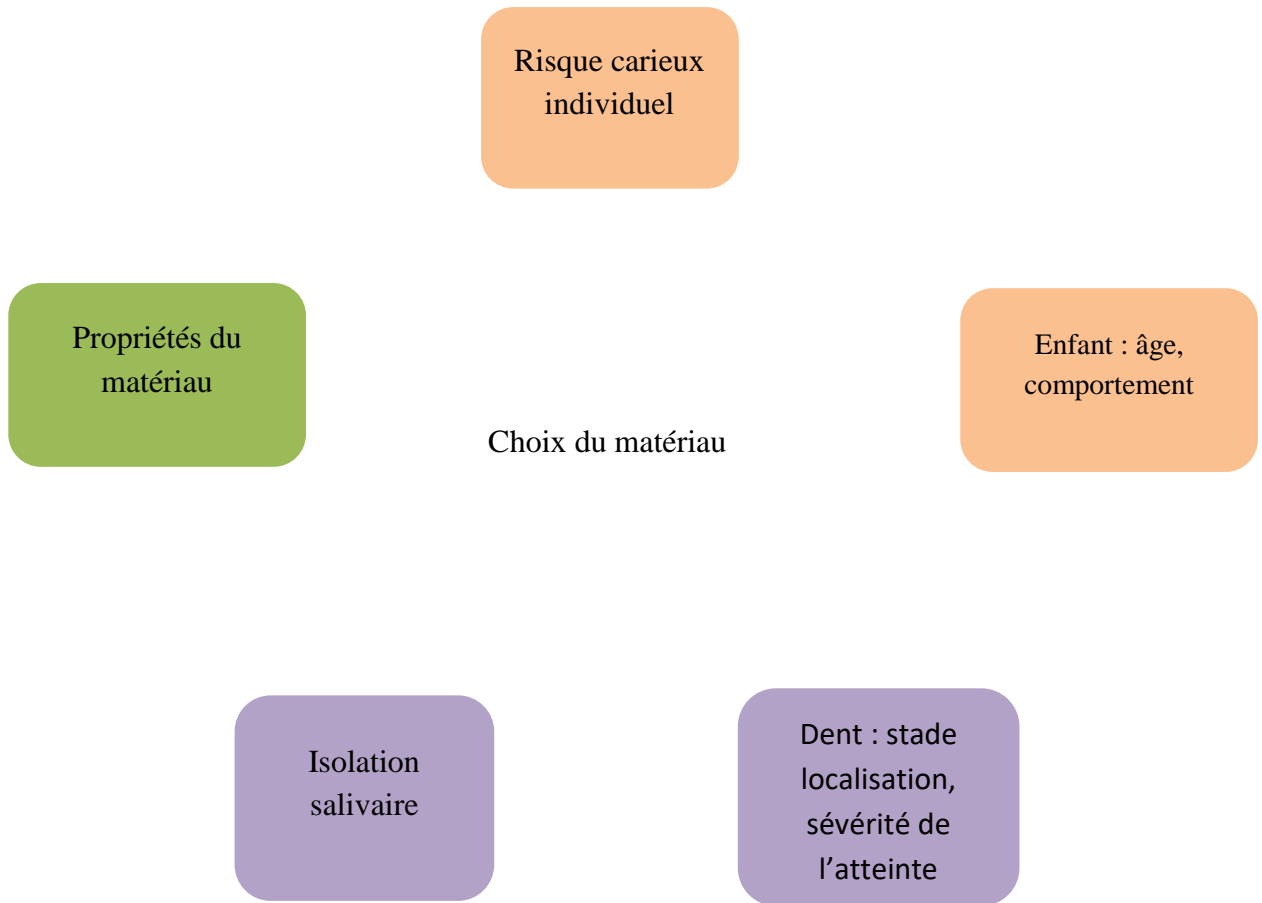 Risque carieux
individuel
Propriétés du
matériau
Enfant : âge,
comportement
Choix du matériau
Isolation
salivaire
Dent : stade
localisation,
sévérité de
l’atteinte